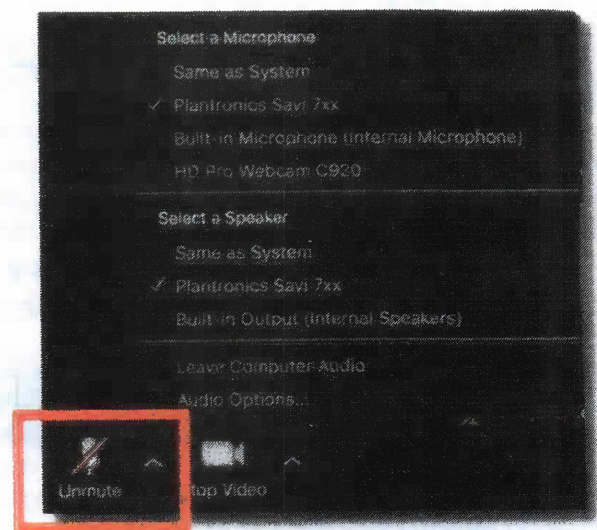 Select a Microphone
Same as System
✓ Plantronics Savi 7xx
Built-in Microphone (Internal Microphone)
HD Pro Webcam C920
Select a Speaker
Same as System
✓ Plantronics Savi 7xx
Built-in Output (Internal Speakers)
Leave Computer Audio
Audio Options...
Unmute
top Video